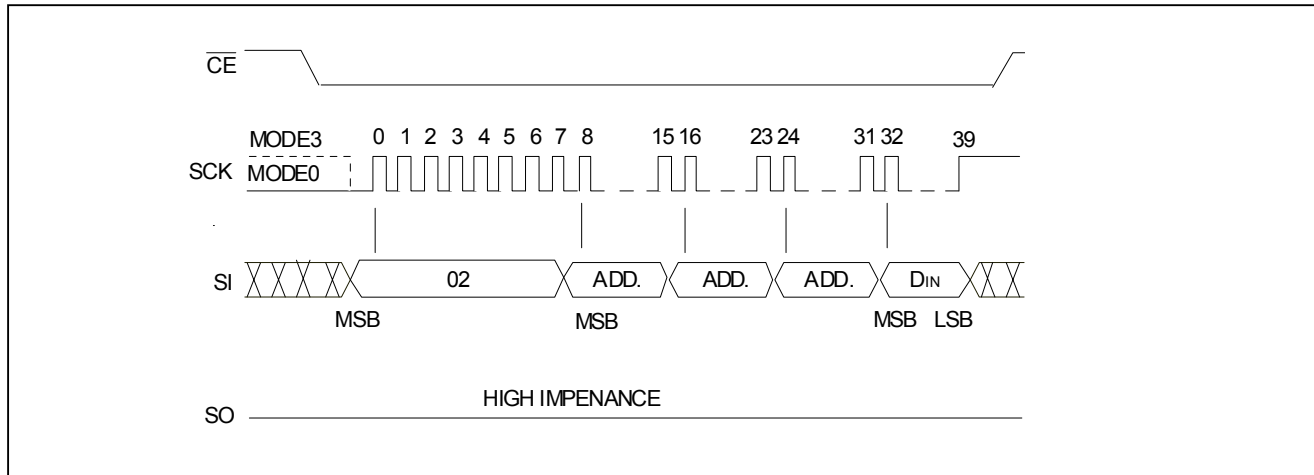 CE
MODE3 0 1 2 3 4 5 6 7 8 15 16 23 24 31 32 39
SCK MODE0
SI 02 ADD. ADD. ADD. DIN
MSB MSB MSB LSB
HIGH IMPENANCE
SO